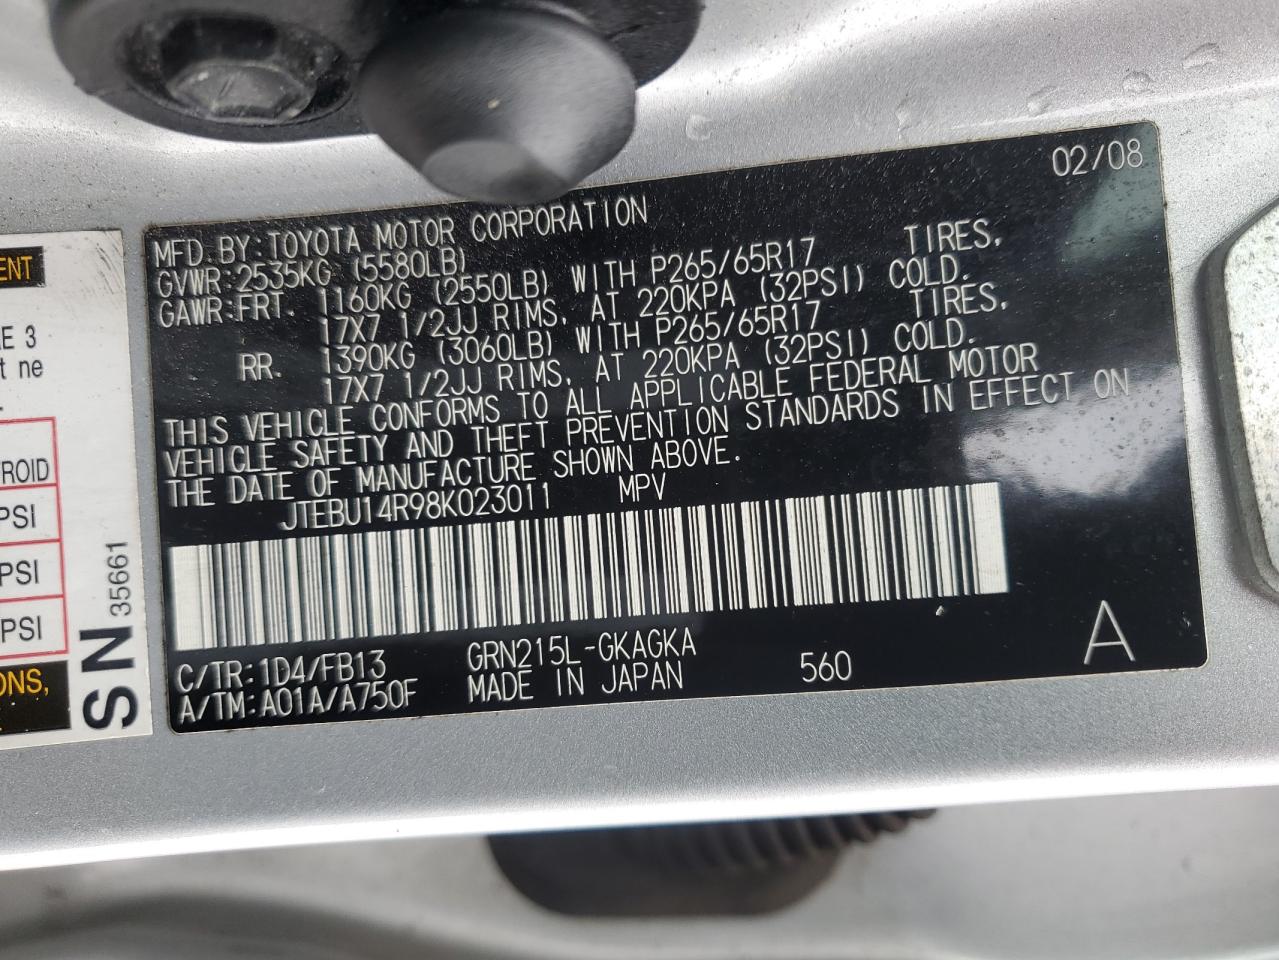 02/08
MFD.BY:TOYOTA MOTOR CORPORATION
GVWR:2535KG (5580LB)
GAWR:FRT. 1160KG (2550LB) WITH P265/65R17 TIRES,
17X7 1/2JJ RIMS, AT 220KPA (32PSI) COLD.
RR. 1390KG (3060LB) WITH P265/65R17 TIRES,
17X7 1/2JJ RIMS, AT 220KPA (32PSI) COLD.
THIS VEHICLE CONFORMS TO ALL APPLICABLE FEDERAL MOTOR
VEHICLE SAFETY AND THEFT PREVENTION STANDARDS IN EFFECT ON
THE DATE OF MANUFACTURE SHOWN ABOVE.
JTEBU14R98K023011 MPV
C/TR:1D4/FB13 GRN215L-GKAGKA
A/TM:A01A/A750F MADE IN JAPAN 560
A
ENT
E 3
t ne
ROID
PSI
PSI
PSI
ONS,
SN 35661